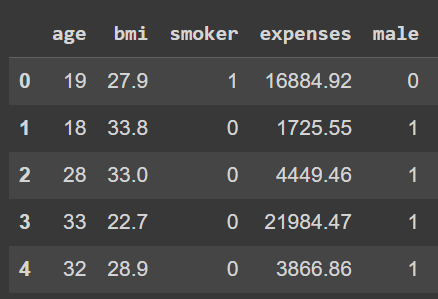 age bmi smoker expenses male
0 19 27.9 1 16884.92 0
1 18 33.8 0 1725.55 1
2 28 33.0 0 4449.46 1
3 33 22.7 0 21984.47 1
4 32 28.9 0 3866.86 1